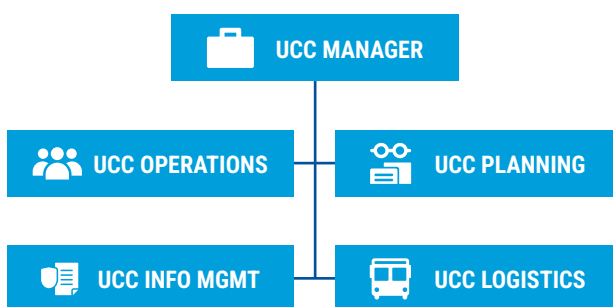 UCC MANAGER
UCC OPERATIONS
UCC PLANNING
UCC INFO MGMT
UCC LOGISTICS